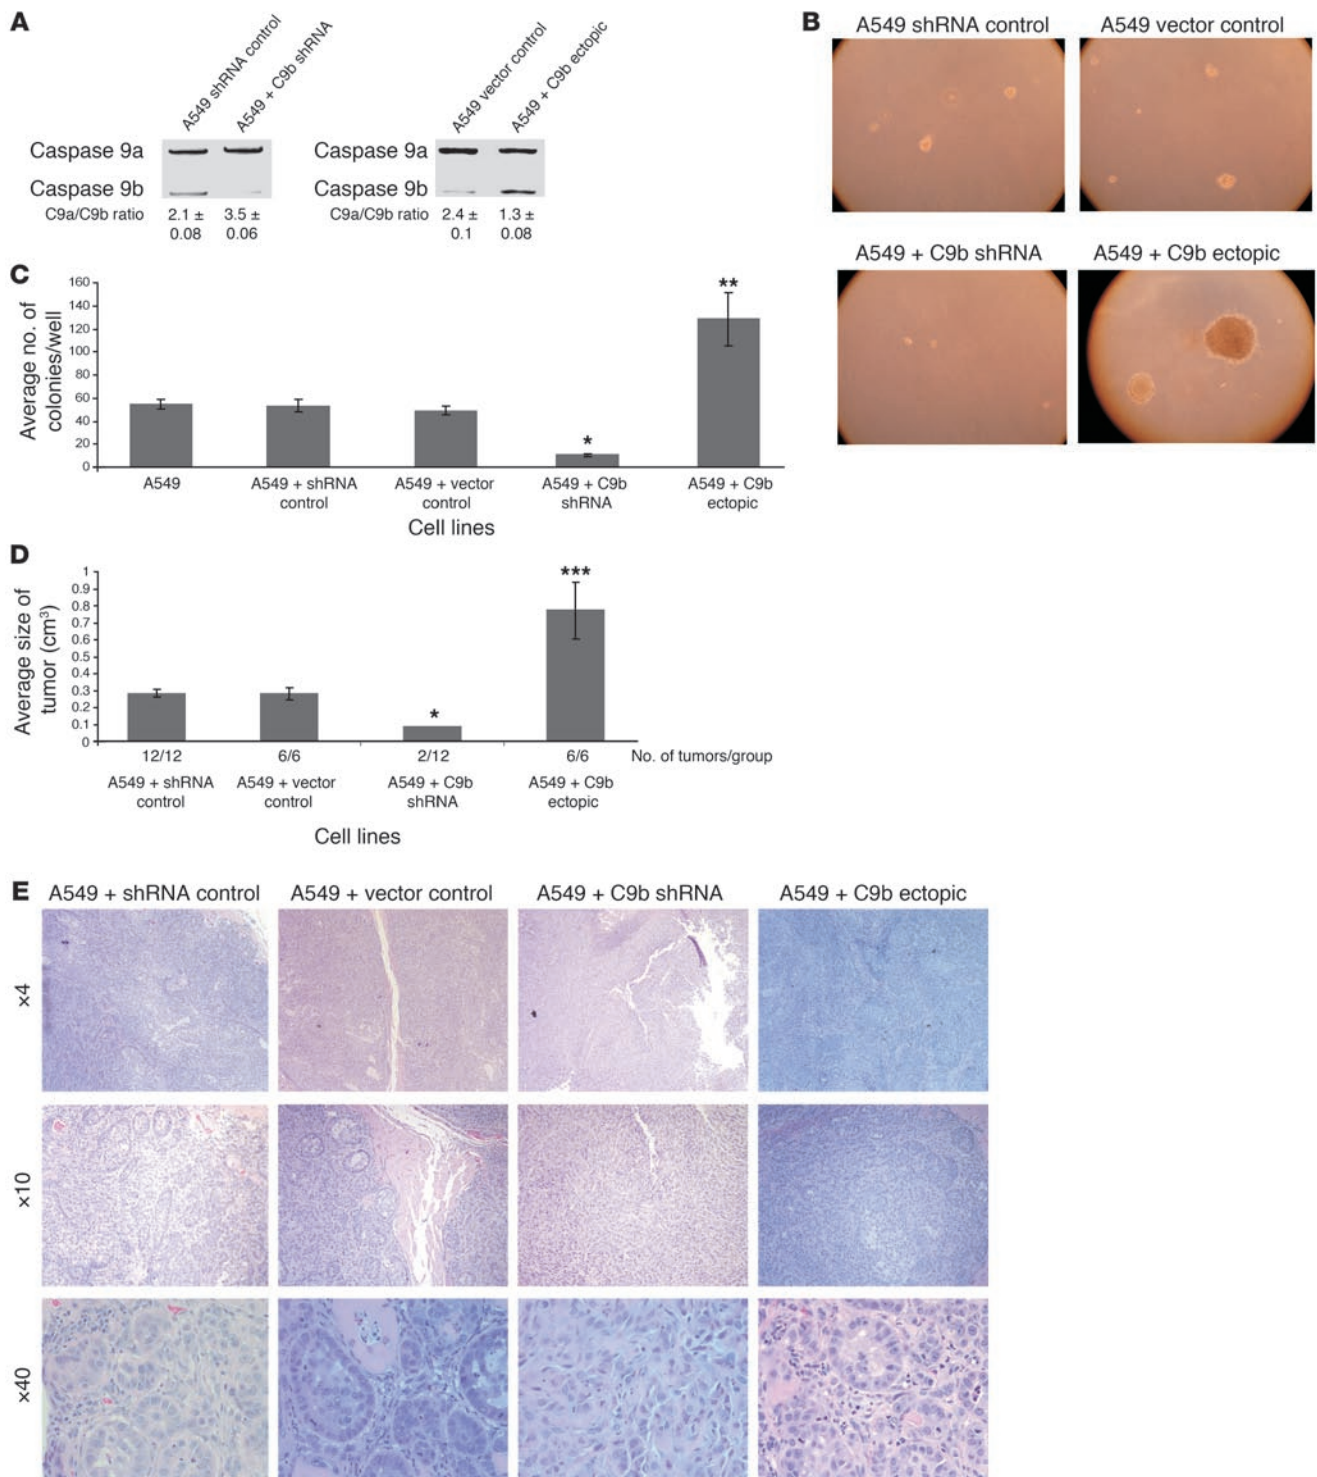 A
A549 shRNA control
A549 + C9b shRNA
A549 vector control
A549 + C9b ectopic
Caspase 9a
Caspase 9b
C9a/C9b ratio
2.1 ±
0.08
3.5 ±
0.06
Caspase 9a
Caspase 9b
C9a/C9b ratio
2.4 ±
0.1
1.3 ±
0.08
B
A549 shRNA control
A549 vector control
A549 + C9b shRNA
A549 + C9b ectopic
C
Average no. of
colonies/well
160
140
120
100
80
60
40
20
0
*
**
A549
A549 + shRNA
control
A549 + vector
control
A549 + C9b
shRNA
A549 + C9b
ectopic
Cell lines
D
Average size of
tumor (cm³)
1
0.9
0.8
0.7
0.6
0.5
0.4
0.3
0.2
0.1
0
*
***
12/12
6/6
2/12
6/6
No. of tumors/group
A549 + shRNA
control
A549 + vector
control
A549 + C9b
shRNA
A549 + C9b
ectopic
Cell lines
E
A549 + shRNA control
A549 + vector control
A549 + C9b shRNA
A549 + C9b ectopic
×4
×10
×40